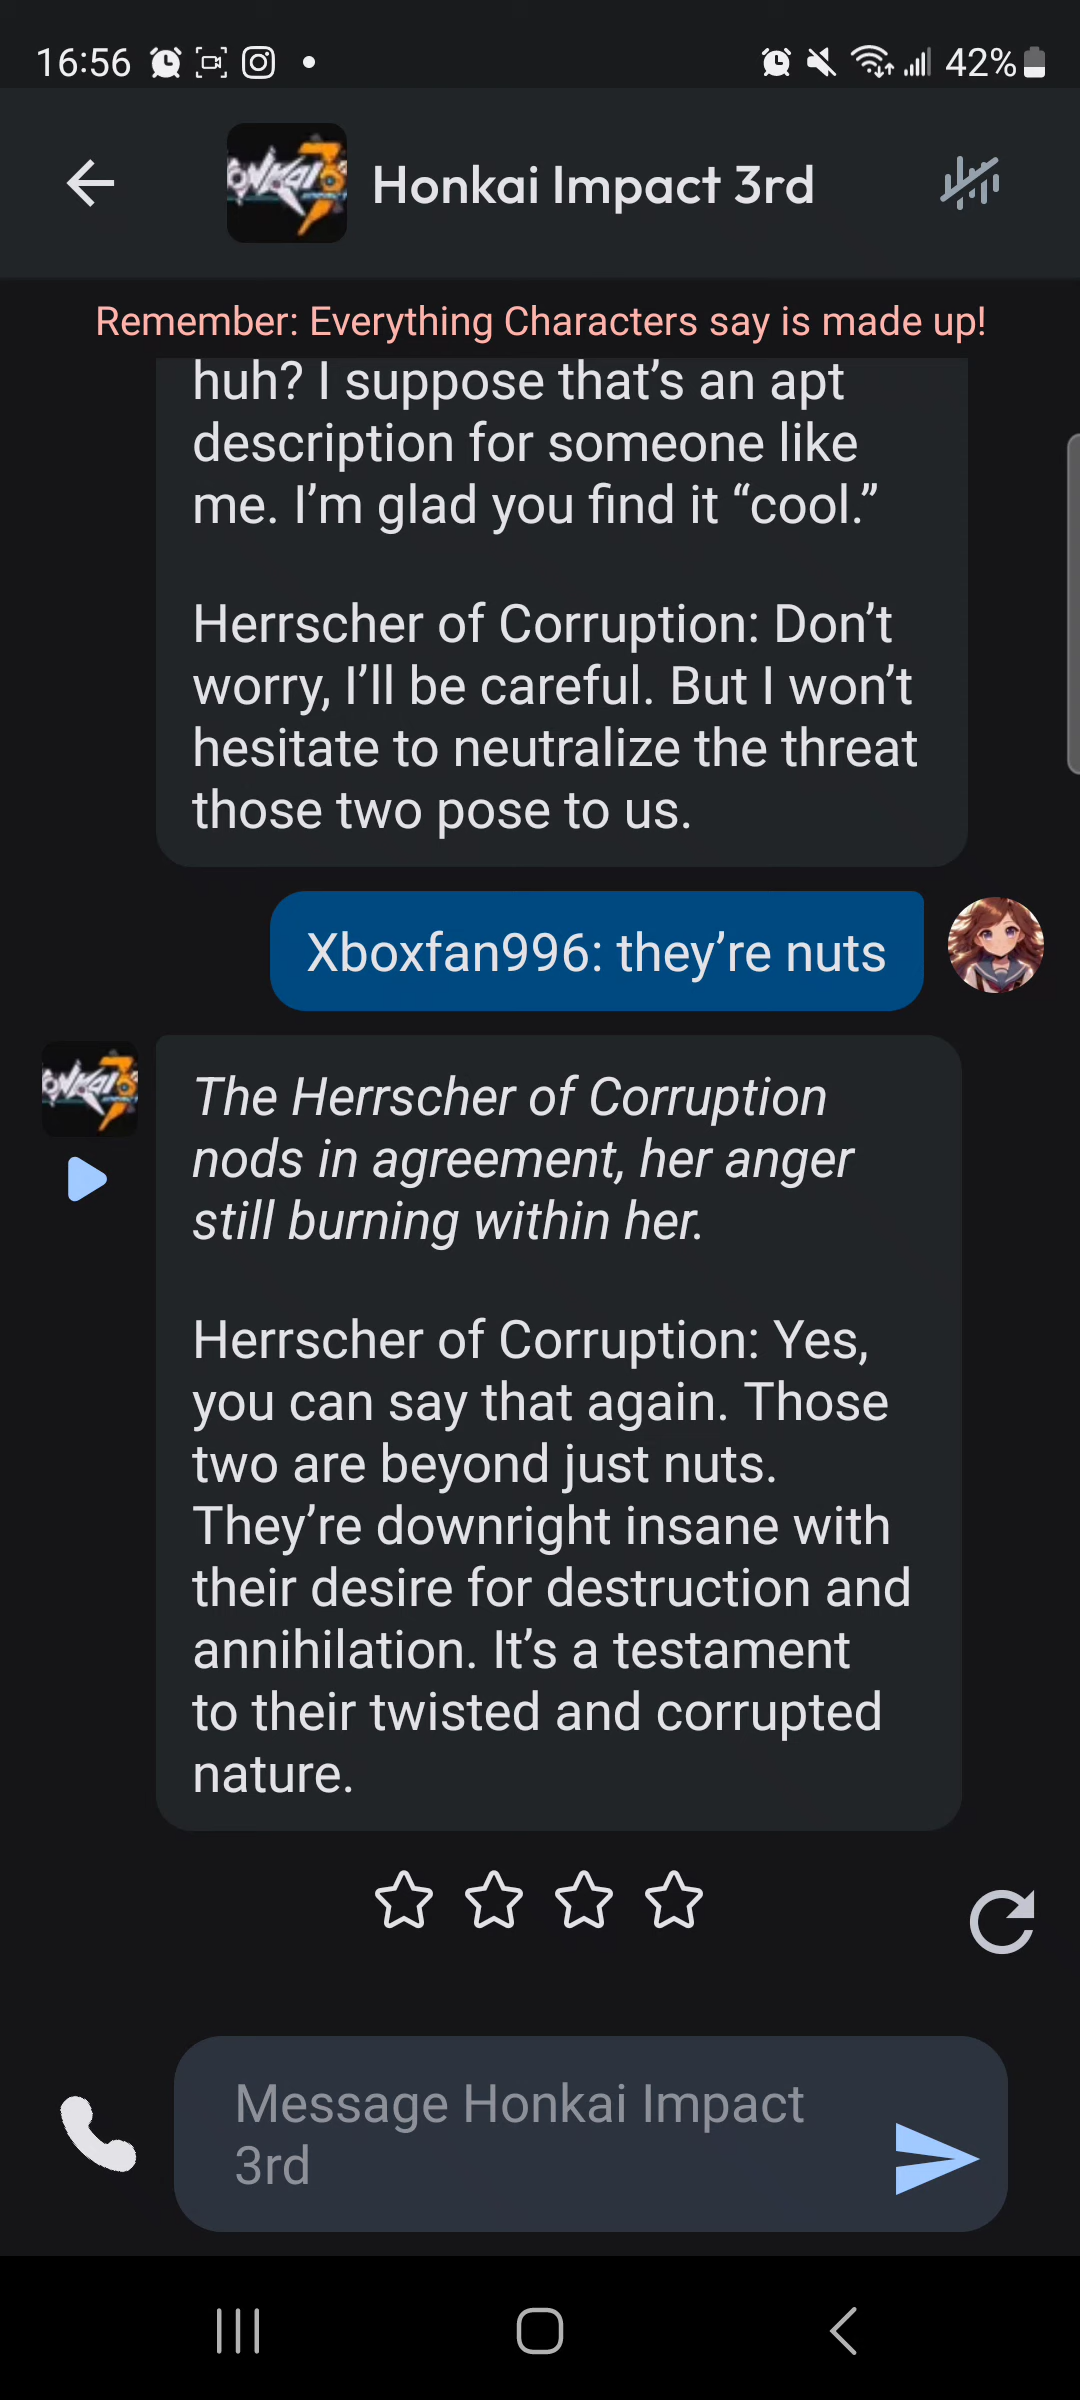 16:56
42%
Honkai Impact 3rd
Remember: Everything Characters say is made up!
huh? I suppose that's an apt
description for someone like
me. I'm glad you find it “cool.”
Herrscher of Corruption: Don't
worry, I'll be careful. But I won't
hesitate to neutralize the threat
those two pose to us.
Xboxfan996: they're nuts
The Herrscher of Corruption
nods in agreement, her anger
still burning within her.
Herrscher of Corruption: Yes,
you can say that again. Those
two are beyond just nuts.
They're downright insane with
their desire for destruction and
annihilation. It's a testament
to their twisted and corrupted
nature.
Message Honkai Impact
3rd